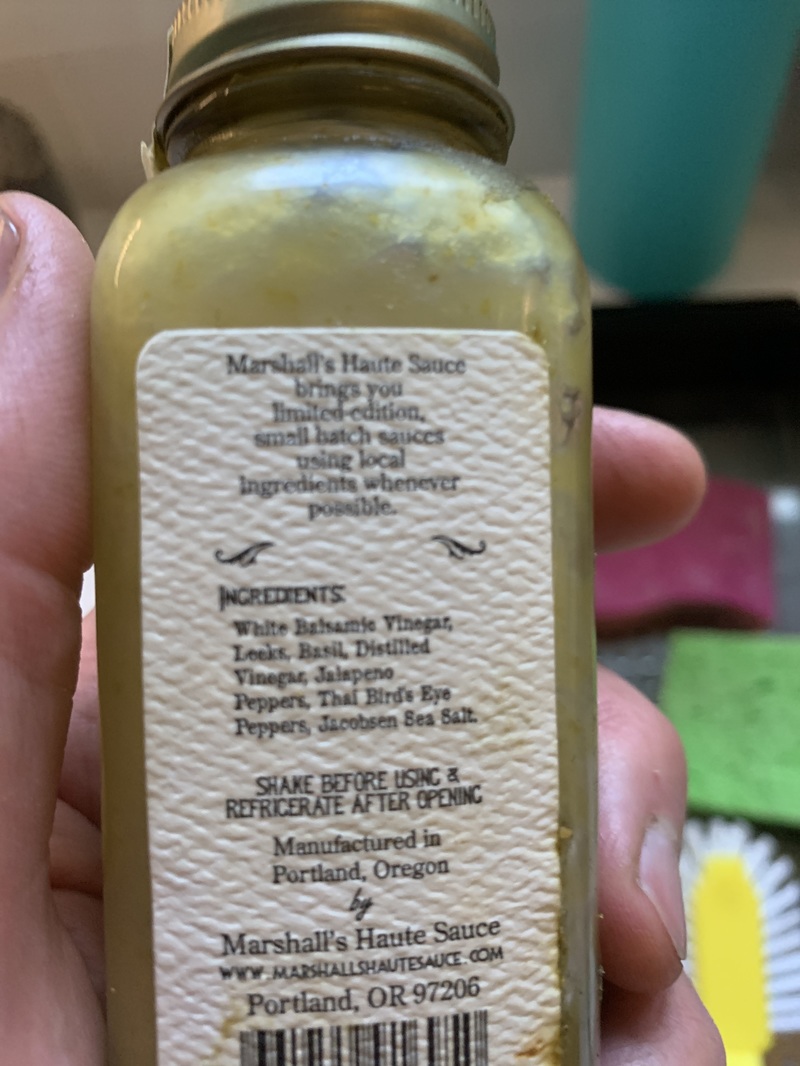 Marshall's Haute Sauce
brings you
limited-edition,
small batch sauces
using local
ingredients whenever
possible.
INGREDIENTS:
White Balsamic Vinegar,
Leeks, Basil, Distilled
Vinegar, Jalapeno
Peppers, Thai Bird's Eye
Peppers, Jacobsen Sea Salt.
SHAKE BEFORE USING &
REFRIGERATE AFTER OPENING
Manufactured in
Portland, Oregon
by
Marshall's Haute Sauce
WWW.MARSHALLSHAUTESAUCE.COM
Portland, OR 97206